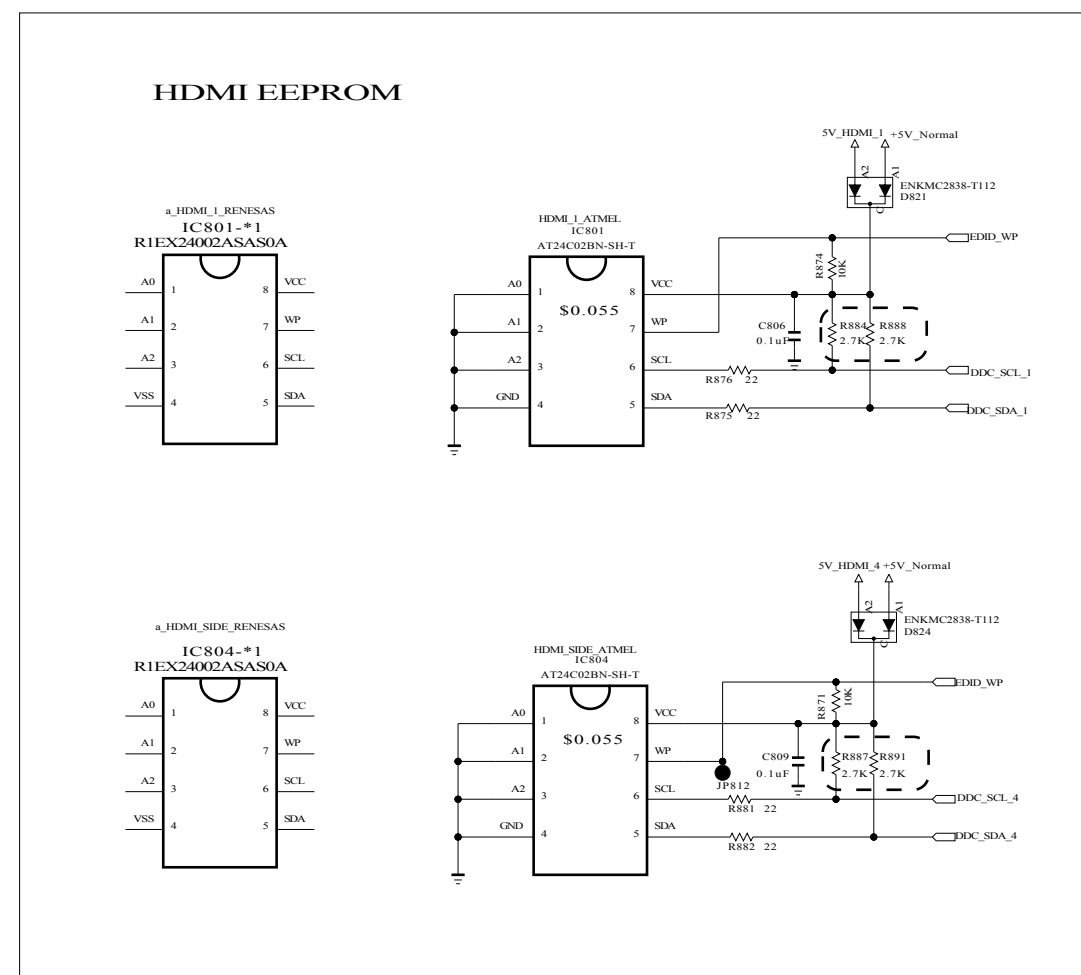 HDMI EEPROM
5V_HDMI_1 +5V_Normal
A2
A1
C
ENKMC2838-T112
D821
a_HDMI_1_RENESAS
IC801-*1
R1EX24002ASAS0A
A0 1 8 VCC
A1 2 7 WP
A2 3 6 SCL
VSS 4 5 SDA
HDMI_1_ATMEL
IC801
AT24C02BN-SH-T
$0.055
A0 1 8 VCC
A1 2 7 WP
A2 3 6 SCL
GND 4 5 SDA
EDID_WP
R874
10K
C806
0.1uF
R884
2.7K
R888
2.7K
R876 22
DDC_SCL_1
R875 22
DDC_SDA_1
5V_HDMI_4 +5V_Normal
A2
A1
C
ENKMC2838-T112
D824
a_HDMI_SIDE_RENESAS
IC804-*1
R1EX24002ASAS0A
A0 1 8 VCC
A1 2 7 WP
A2 3 6 SCL
VSS 4 5 SDA
HDMI_SIDE_ATMEL
IC804
AT24C02BN-SH-T
$0.055
A0 1 8 VCC
A1 2 7 WP
A2 3 6 SCL
GND 4 5 SDA
EDID_WP
R871
10K
C809
0.1uF
R887
2.7K
R891
2.7K
JP812
R881 22
DDC_SCL_4
R882 22
DDC_SDA_4